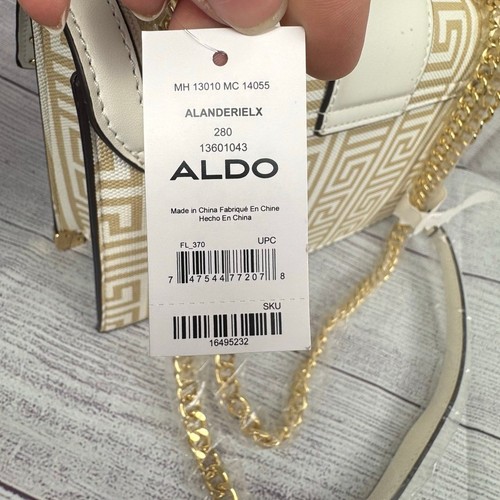 MH 13010 MC 14055
ALANDERIELX
280
13601043
ALDO
Made in China Fabriqué En Chine
Hecho En China
FL_370 UPC
7 47544 77207 8
SKU
16495232